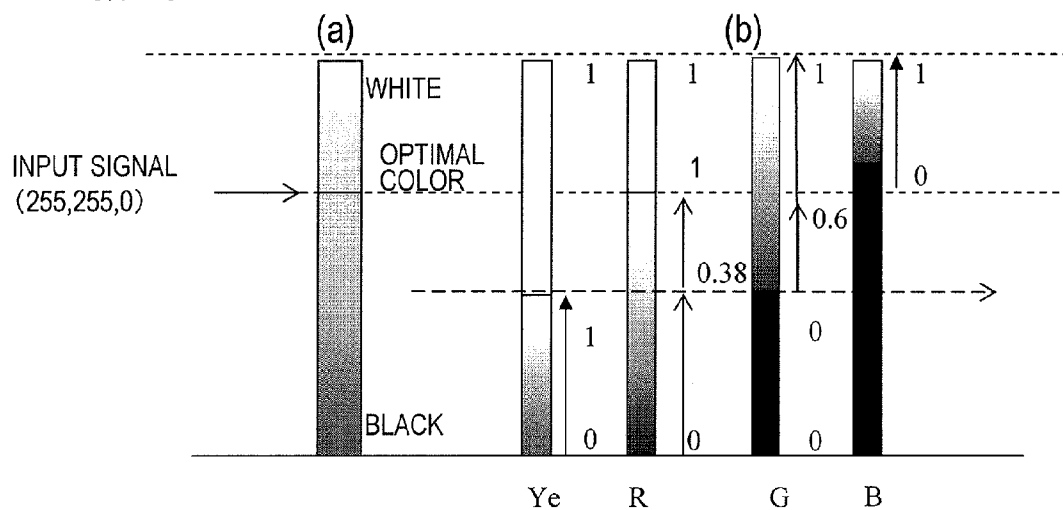 (a) (b)
WHITE 1 1 1 1
INPUT SIGNAL
(255,255,0)
OPTIMAL
COLOR
1 0
0.6
0.38
1 0
BLACK 0 0 0
Ye R G B